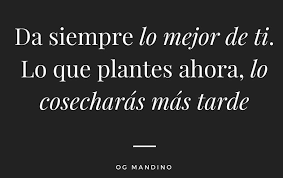 Da siempre lo mejor de ti.
Lo que plantes ahora, lo
cosecharás más tarde
OG MANDINO